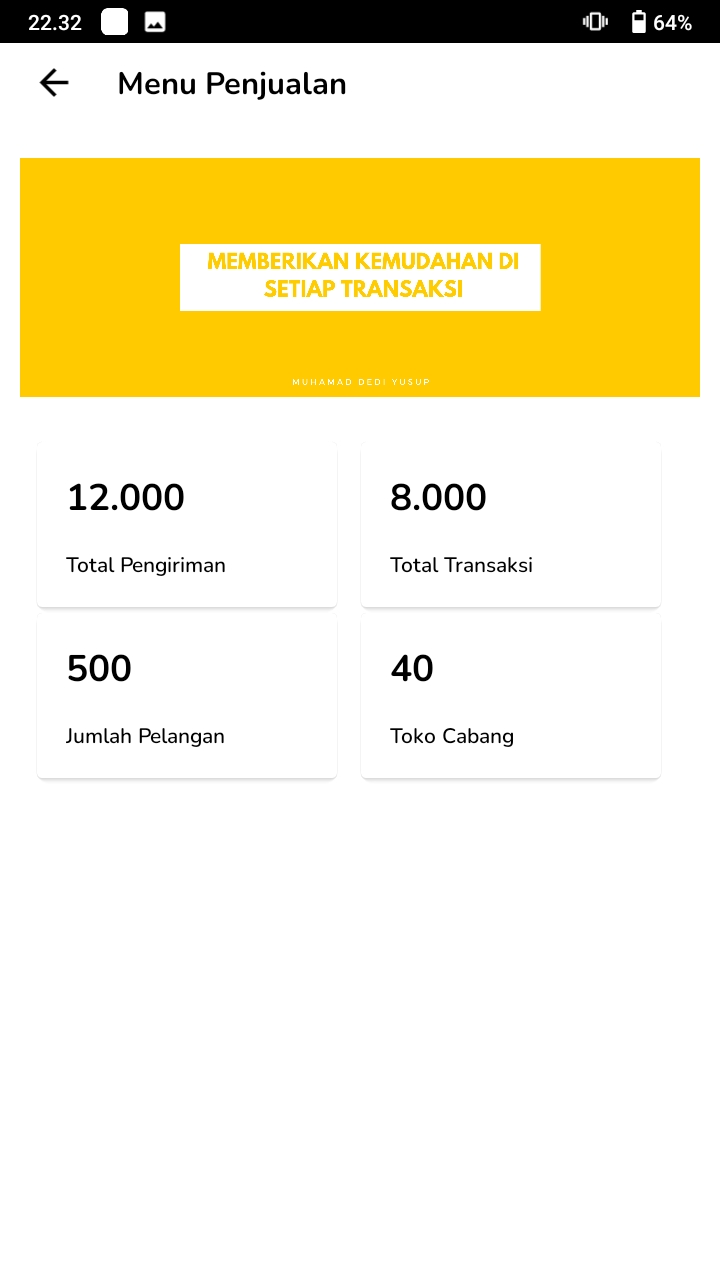 22.32
64%
Menu Penjualan
MEMBERIKAN KEMUDAHAN DI
SETIAP TRANSAKSI
MUHAMAD DEDI YUSUP
12.000
8.000
Total Pengiriman
Total Transaksi
500
40
Jumlah Pelangan
Toko Cabang